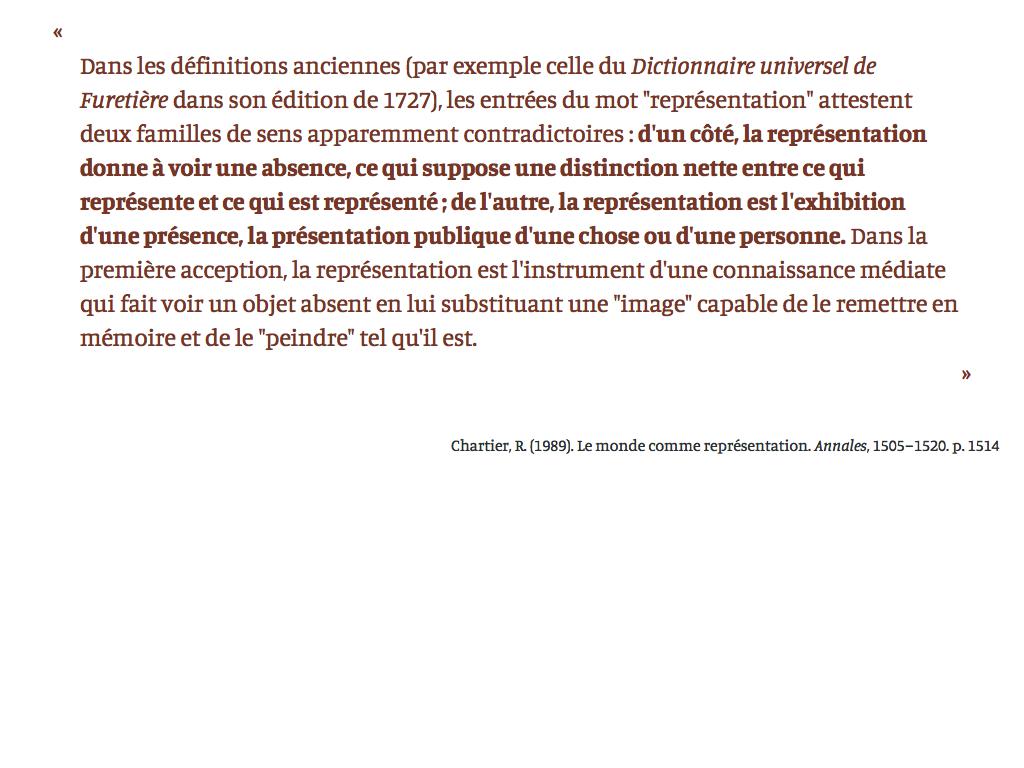 «
Dans les définitions anciennes (par exemple celle du Dictionnaire universel de
Furetière dans son édition de 1727), les entrées du mot "représentation" attestent
deux familles de sens apparemment contradictoires : d'un côté, la représentation
donne à voir une absence, ce qui suppose une distinction nette entre ce qui
représente et ce qui est représenté ; de l'autre, la représentation est l'exhibition
d'une présence, la présentation publique d'une chose ou d'une personne. Dans la
première acception, la représentation est l'instrument d'une connaissance médiate
qui fait voir un objet absent en lui substituant une "image" capable de le remettre en
mémoire et de le "peindre" tel qu'il est.
»
Chartier, R. (1989). Le monde comme représentation. Annales, 1505–1520. p. 1514